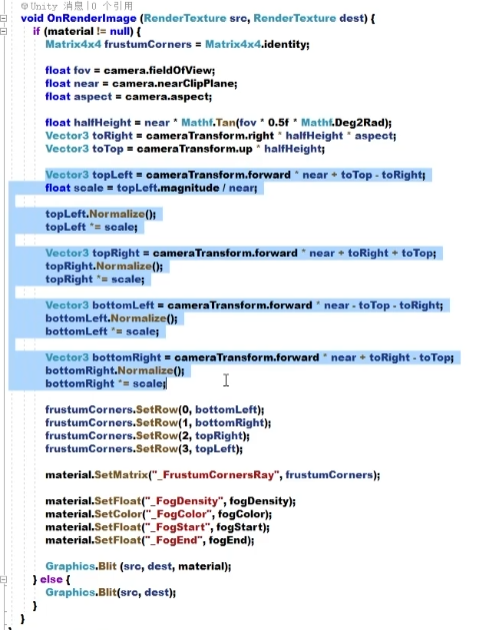 Unity 消息|0 个引用
void OnRenderImage (RenderTexture src, RenderTexture dest) {
if (material != null) {
Matrix4x4 frustumCorners = Matrix4x4.identity;
float fov = camera.fieldOfView;
float near = camera.nearClipPlane;
float aspect = camera.aspect;
float halfHeight = near * Mathf.Tan(fov * 0.5f * Mathf.Deg2Rad);
Vector3 toRight = cameraTransform.right * halfHeight * aspect;
Vector3 toTop = cameraTransform.up * halfHeight;
Vector3 topLeft = cameraTransform.forward * near + toTop - toRight;
float scale = topLeft.magnitude / near;
topLeft.Normalize();
topLeft *= scale;
Vector3 topRight = cameraTransform.forward * near + toRight + toTop;
topRight.Normalize();
topRight *= scale;
Vector3 bottomLeft = cameraTransform.forward * near - toTop - toRight;
bottomLeft.Normalize();
bottomLeft *= scale;
Vector3 bottomRight = cameraTransform.forward * near + toRight - toTop;
bottomRight.Normalize();
bottomRight *= scale;
frustumCorners.SetRow(0, bottomLeft);
frustumCorners.SetRow(1, bottomRight);
frustumCorners.SetRow(2, topRight);
frustumCorners.SetRow(3, topLeft);
material.SetMatrix("_FrustumCornersRay", frustumCorners);
material.SetFloat("_FogDensity", fogDensity);
material.SetColor("_FogColor", fogColor);
material.SetFloat("_FogStart", fogStart);
material.SetFloat("_FogEnd", fogEnd);
Graphics.Blit (src, dest, material);
} else {
Graphics.Blit(src, dest);
}
}